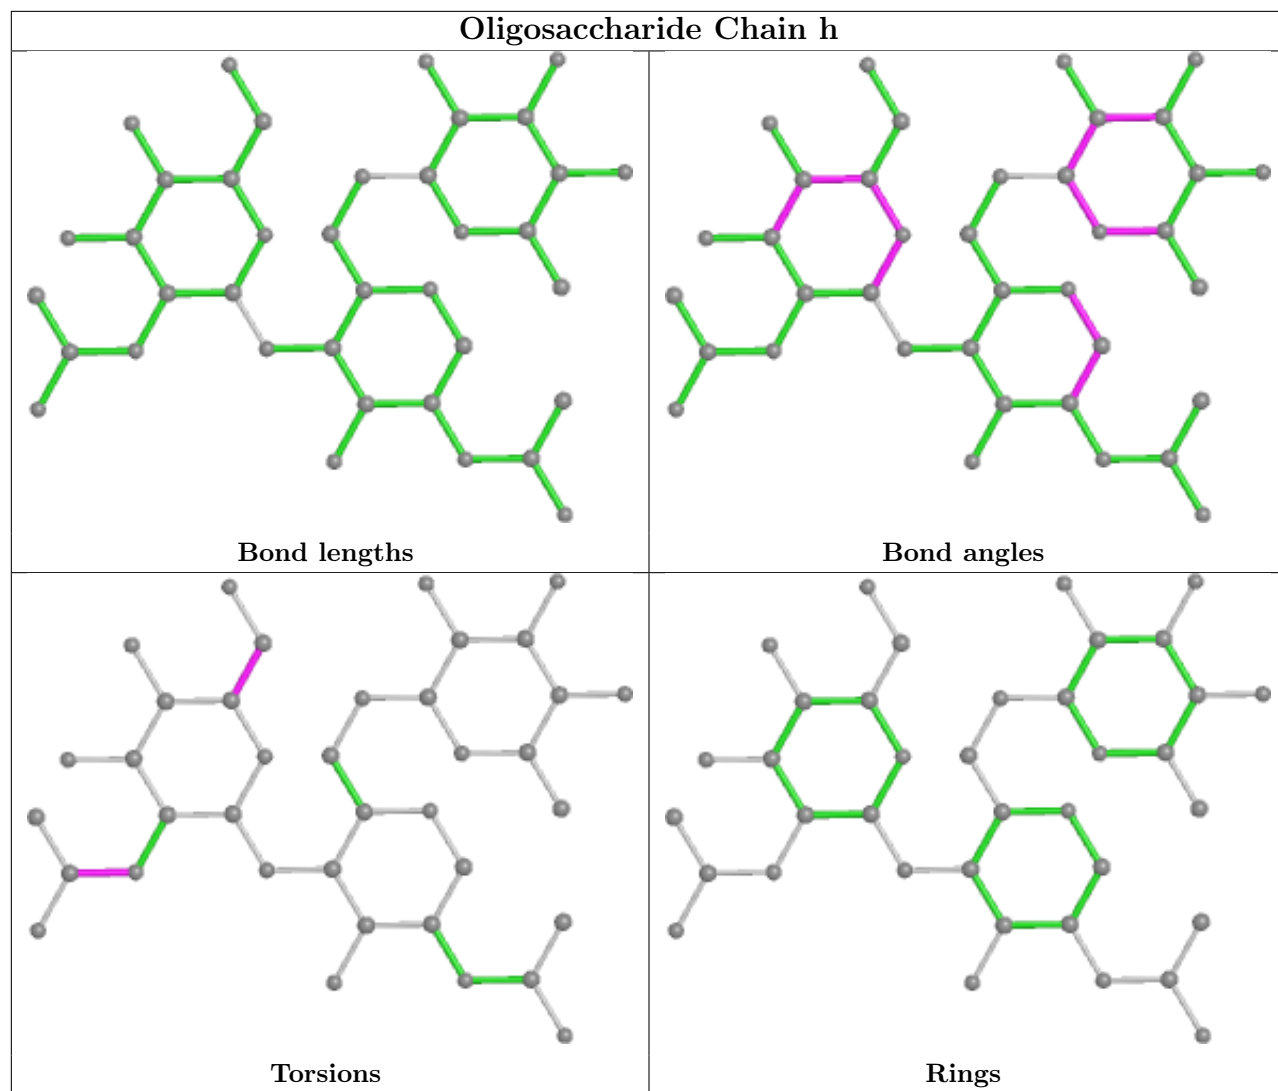 Oligosaccharide Chain h
Bond lengths
Bond angles
Torsions
Rings